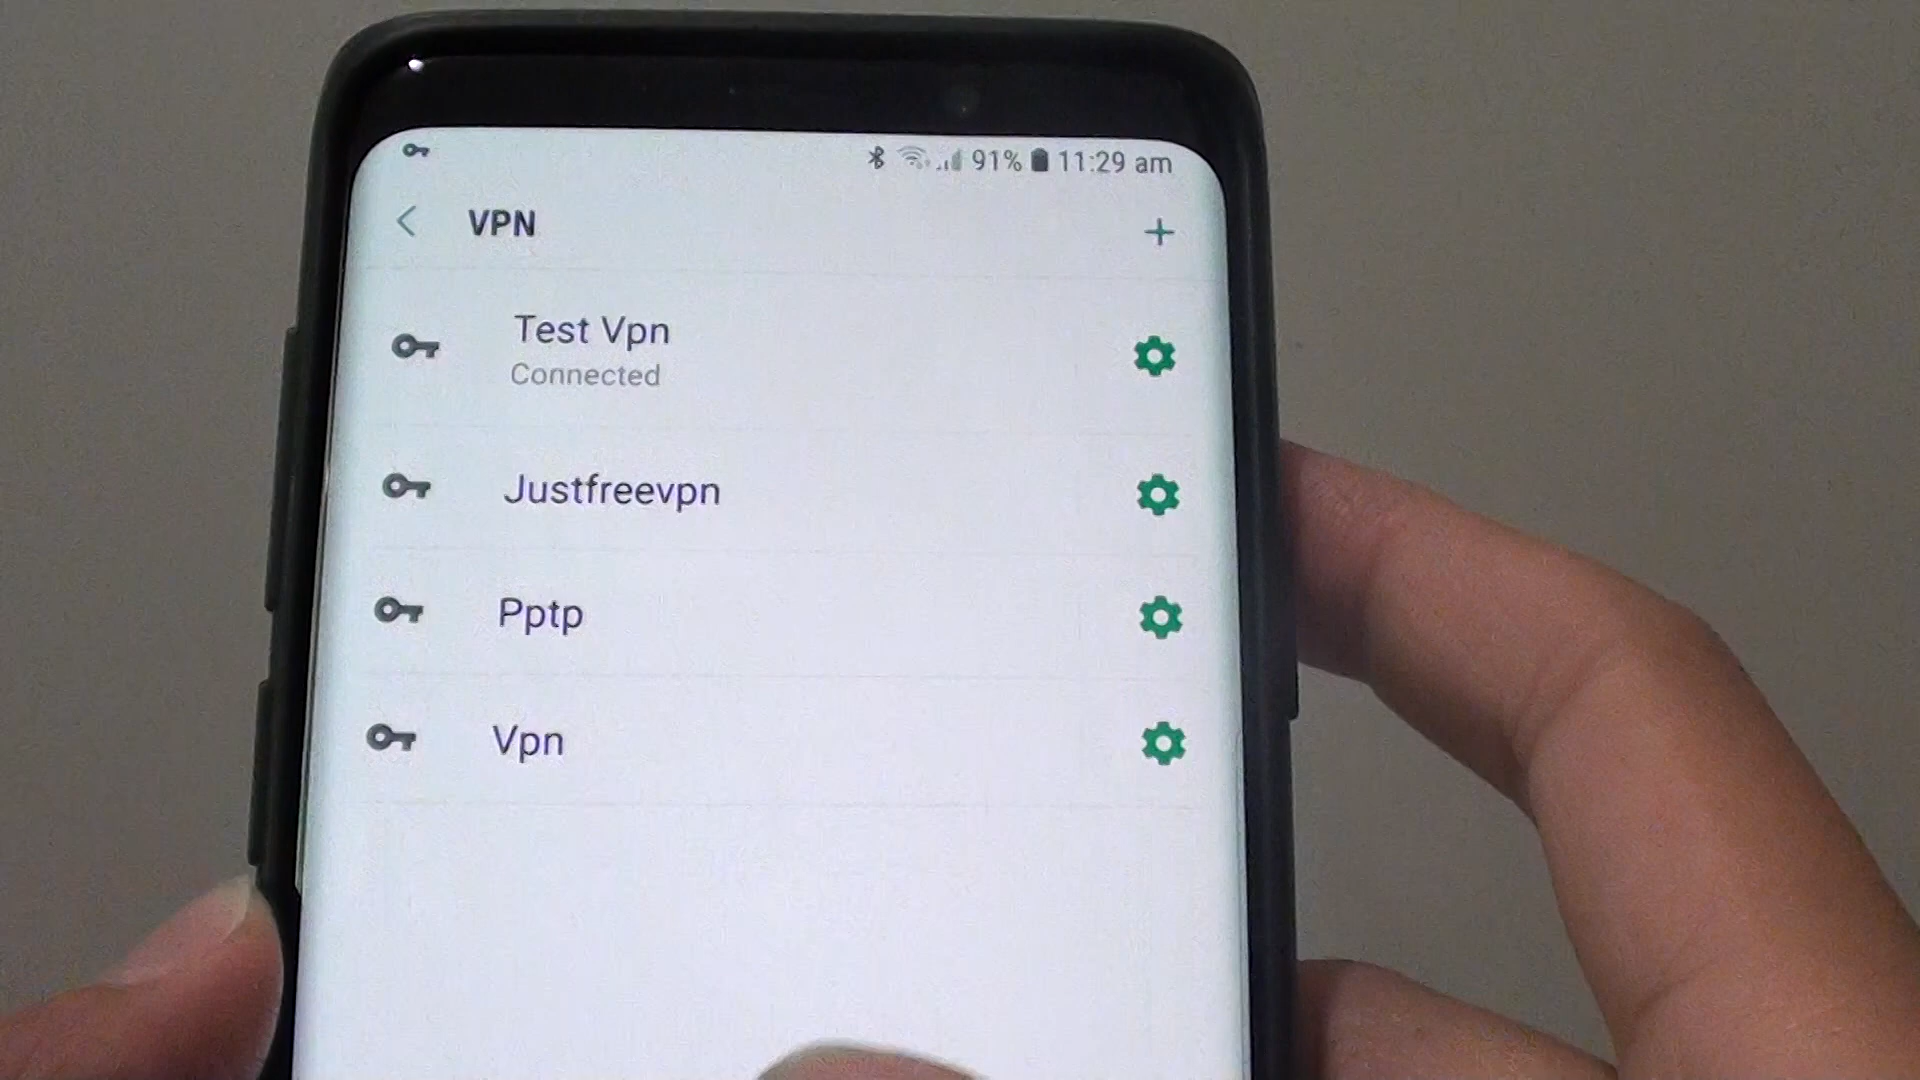 91% 11:29 am
VPN
Test Vpn
Connected
Justfreevpn
Pptp
Vpn